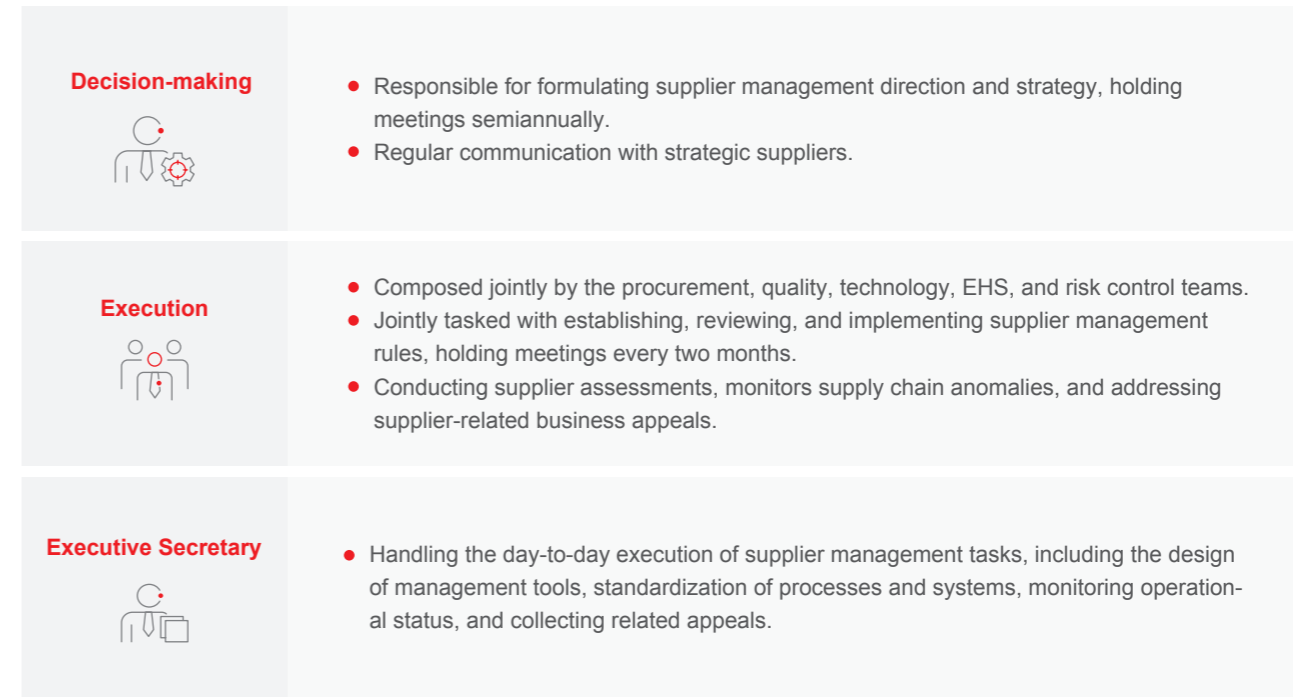 Decision-making
● Responsible for formulating supplier management direction and strategy, holding
meetings semiannually.
● Regular communication with strategic suppliers.
Execution
● Composed jointly by the procurement, quality, technology, EHS, and risk control teams.
● Jointly tasked with establishing, reviewing, and implementing supplier management
rules, holding meetings every two months.
● Conducting supplier assessments, monitors supply chain anomalies, and addressing
supplier-related business appeals.
Executive Secretary
● Handling the day-to-day execution of supplier management tasks, including the design
of management tools, standardization of processes and systems, monitoring operation-
al status, and collecting related appeals.